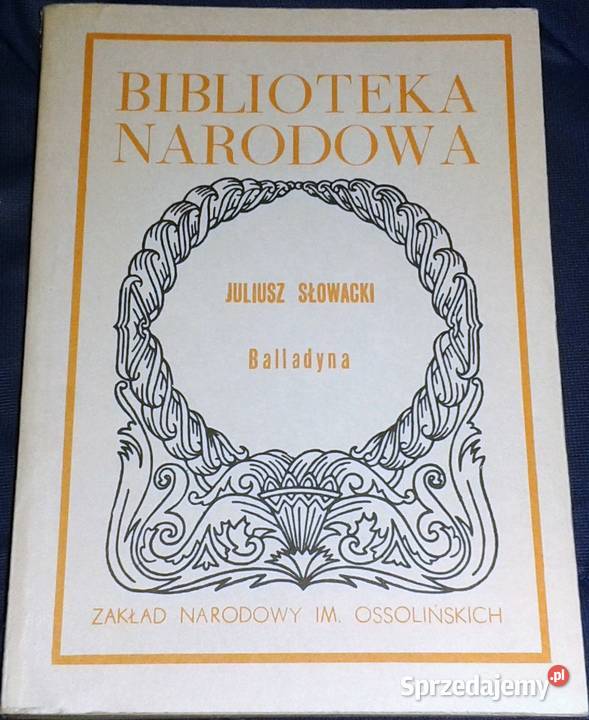 BIBLIOTEKA
NARODOWA
JULIUSZ SŁOWACKI
Balladyna
ZAKŁAD NARODOWY IM. OSSOLIŃSKICH
Sprzedajemy.pl